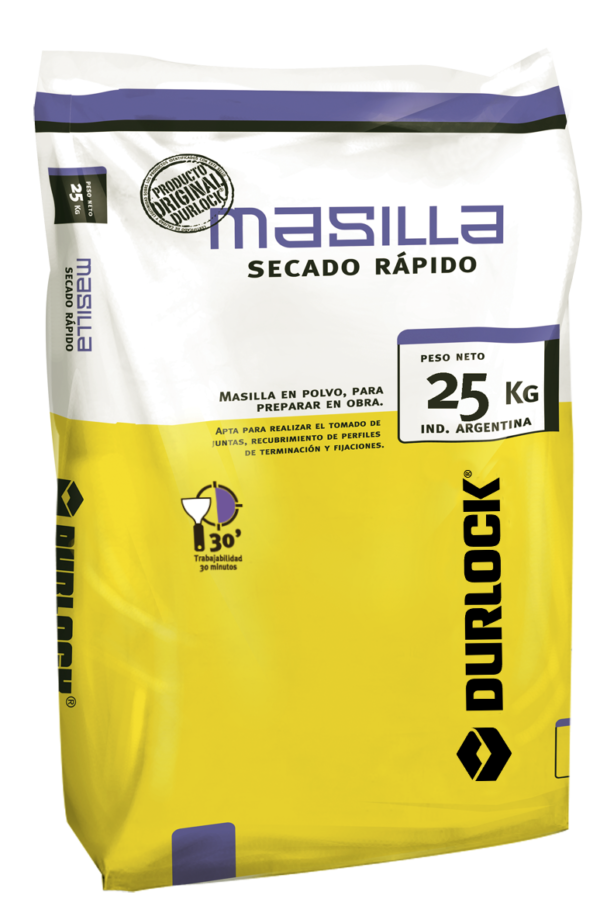 PRODUCTO
ORIGINAL
DURLOCK
masilla
SECADO RÁPIDO
PESO NETO
25 Kg
masilla
SECADO RÁPIDO
PESO NETO
25 KG
IND. ARGENTINA
MASILLA EN POLVO, PARA
PREPARAR EN OBRA.
APTA PARA REALIZAR EL TOMADO DE
JUNTAS, RECUBRIMIENTO DE PERFILES
DE TERMINACIÓN Y FIJACIONES.
30'
Trabajabilidad
30 minutos
DURLOCK®
DURLOCK®